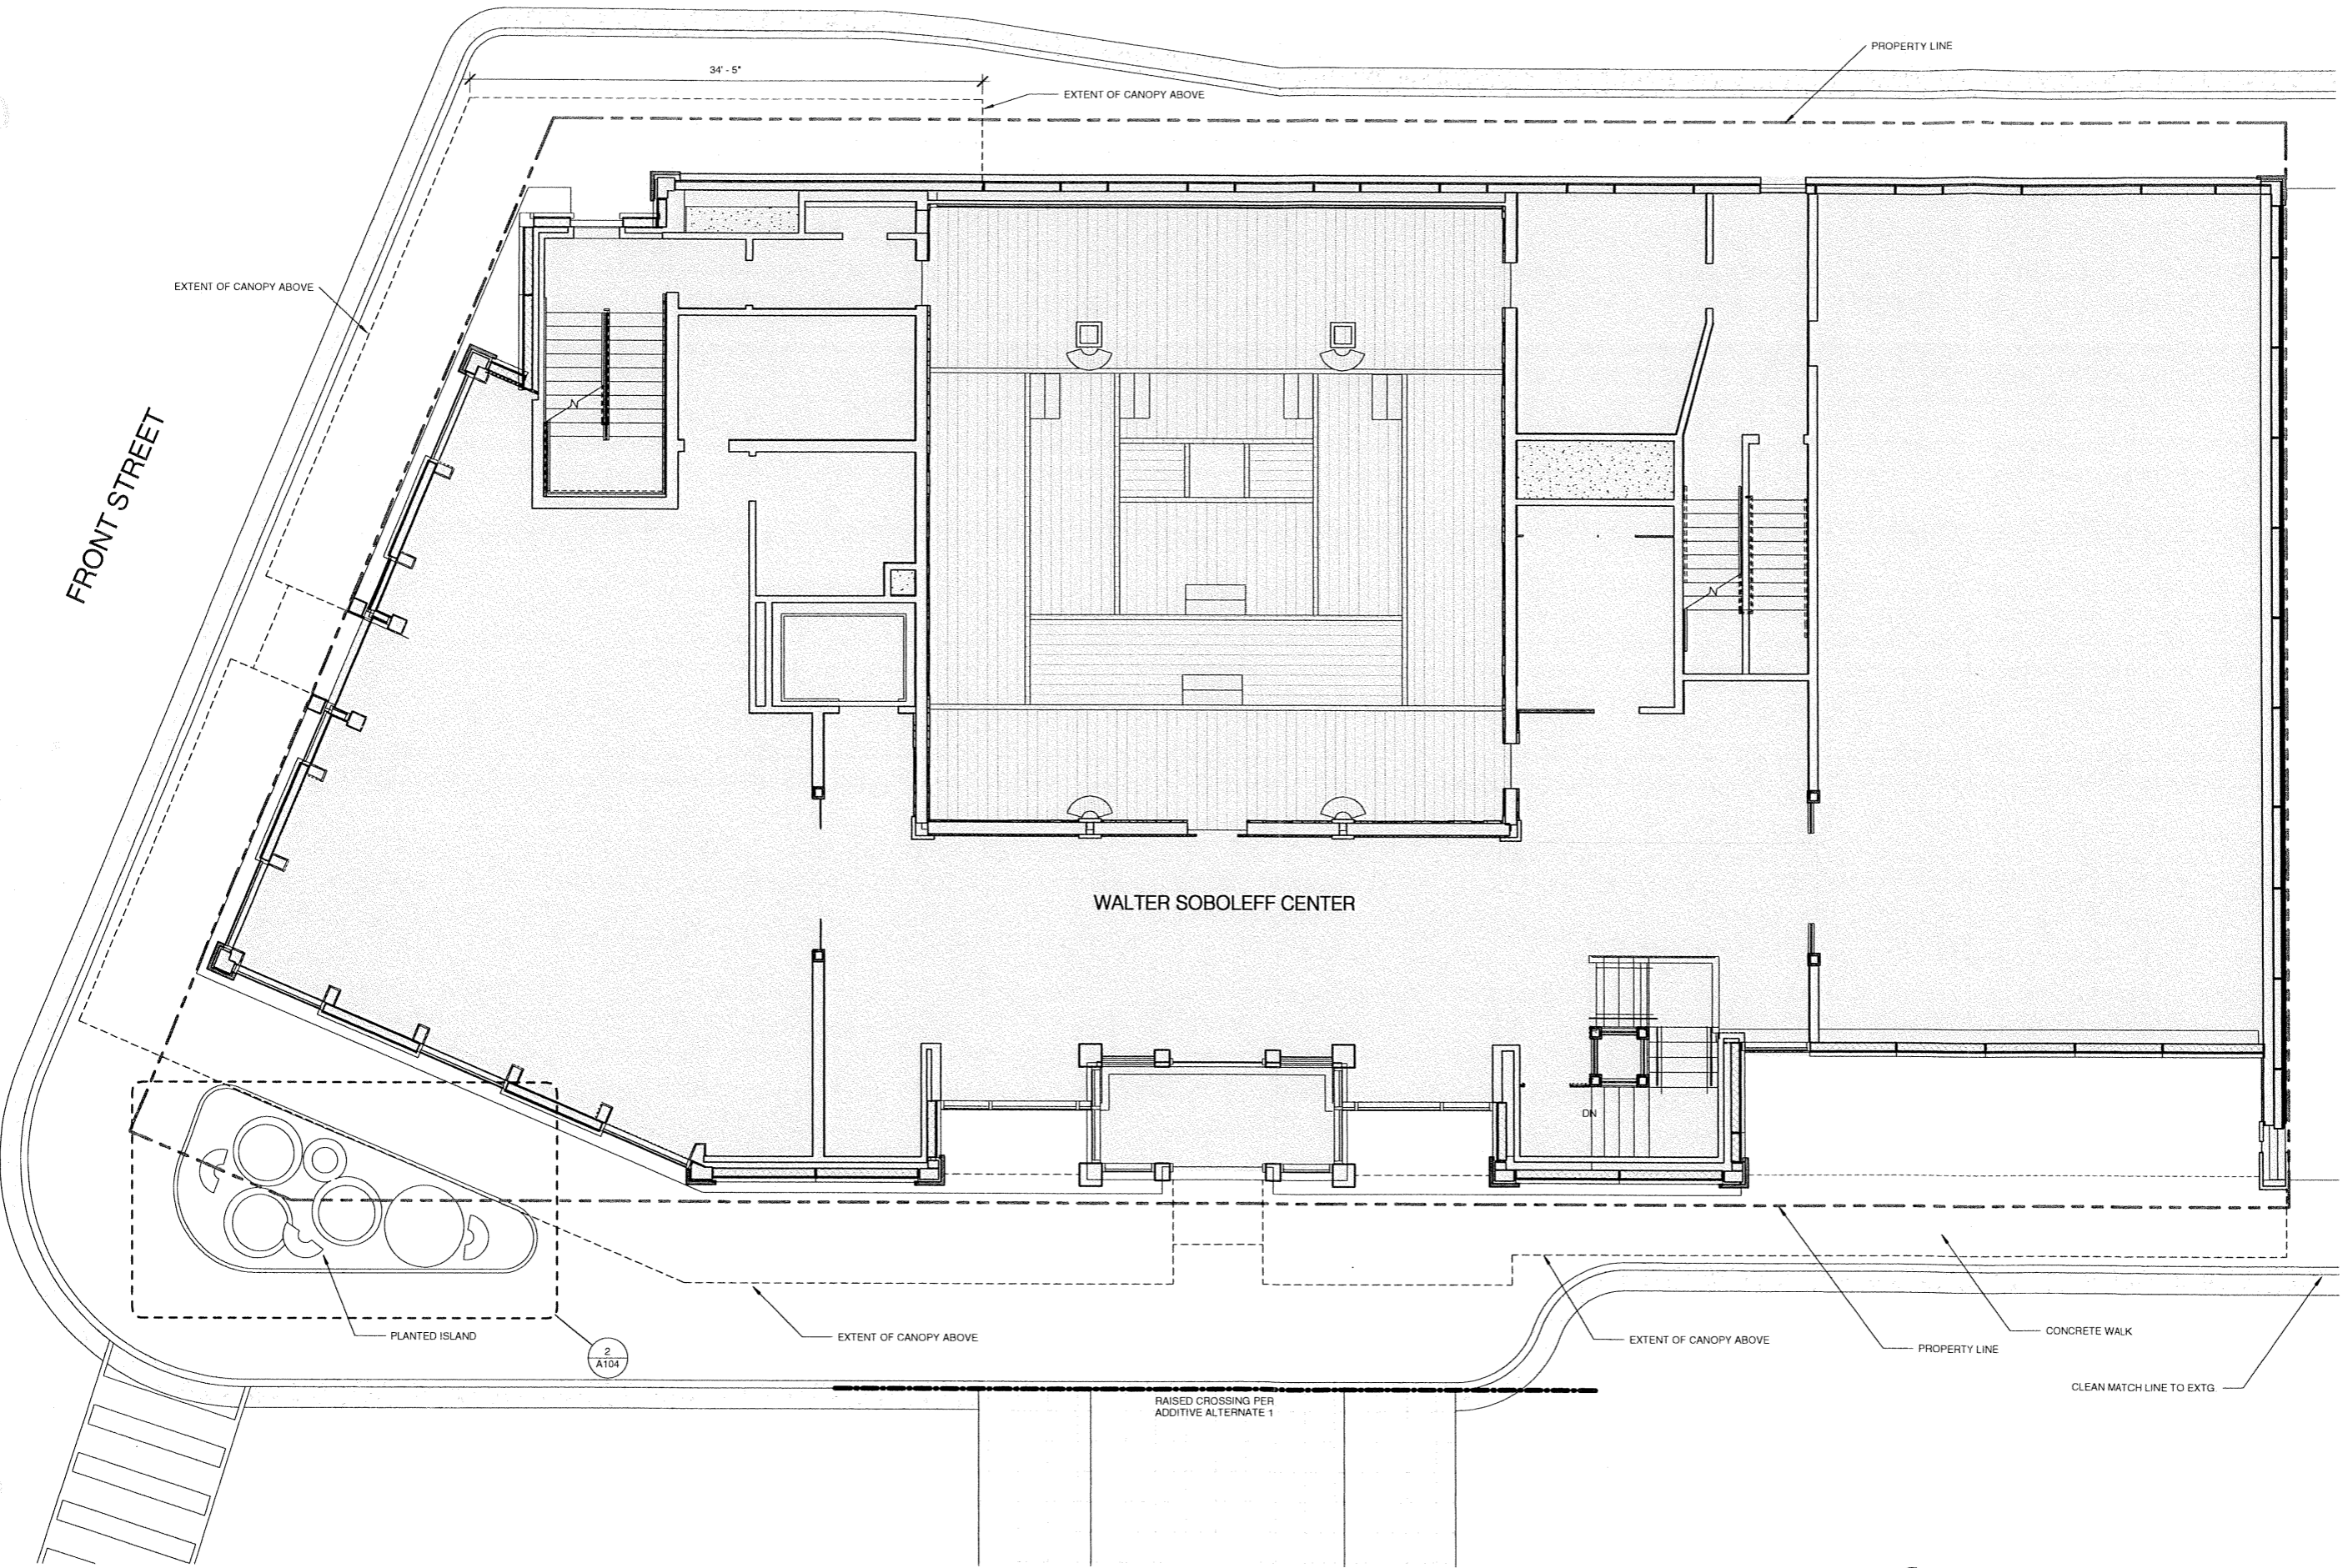 PROPERTY LINE
34' - 5"
EXTENT OF CANOPY ABOVE
EXTENT OF CANOPY ABOVE
FRONT STREET
N
N
WALTER SOBOLEFF CENTER
DN
PLANTED ISLAND
2
A104
EXTENT OF CANOPY ABOVE
EXTENT OF CANOPY ABOVE
PROPERTY LINE
CONCRETE WALK
CLEAN MATCH LINE TO EXTG.
RAISED CROSSING PER
ADDITIVE ALTERNATE 1